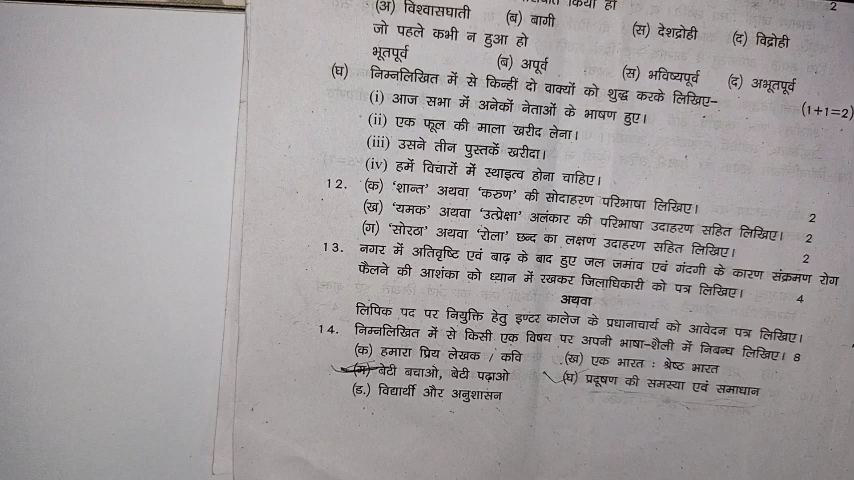 किया हो
2
(अ) विश्वासघाती (ब) बागी (स) देशद्रोही (द) विद्रोही
जो पहले कभी न हुआ हो
भूतपूर्व (ब) अपूर्व (स) भविष्यपूर्व (द) अभूतपूर्व
(घ) निम्नलिखित में से किन्हीं दो वाक्यों को शुद्ध करके लिखिए- (1+1=2)
(i) आज सभा में अनेकों नेताओं के भाषण हुए।
(ii) एक फूल की माला खरीद लेना।
(iii) उसने तीन पुस्तकें खरीदा।
(iv) हमें विचारों में स्थाइत्व होना चाहिए।
12. (क) ‘शान्त’ अथवा ‘करुण’ की सोदाहरण परिभाषा लिखिए। 2
(ख) ‘यमक’ अथवा ‘उत्प्रेक्षा’ अलंकार की परिभाषा उदाहरण सहित लिखिए। 2
(ग) ‘सोरठा’ अथवा ‘रोला’ छन्द का लक्षण उदाहरण सहित लिखिए। 2
13. नगर में अतिवृष्टि एवं बाढ़ के बाद हुए जल जमाव एवं गंदगी के कारण संक्रमण रोग
फैलने की आशंका को ध्यान में रखकर जिलाधिकारी को पत्र लिखिए। 4
अथवा
लिपिक पद पर नियुक्ति हेतु इण्टर कालेज के प्रधानाचार्य को आवेदन पत्र लिखिए।
14. निम्नलिखित में से किसी एक विषय पर अपनी भाषा-शैली में निबन्ध लिखिए। 8
(क) हमारा प्रिय लेखक / कवि (ख) एक भारत : श्रेष्ठ भारत
(ग) बेटी बचाओ, बेटी पढ़ाओ (घ) प्रदूषण की समस्या एवं समाधान
(ड.) विद्यार्थी और अनुशासन